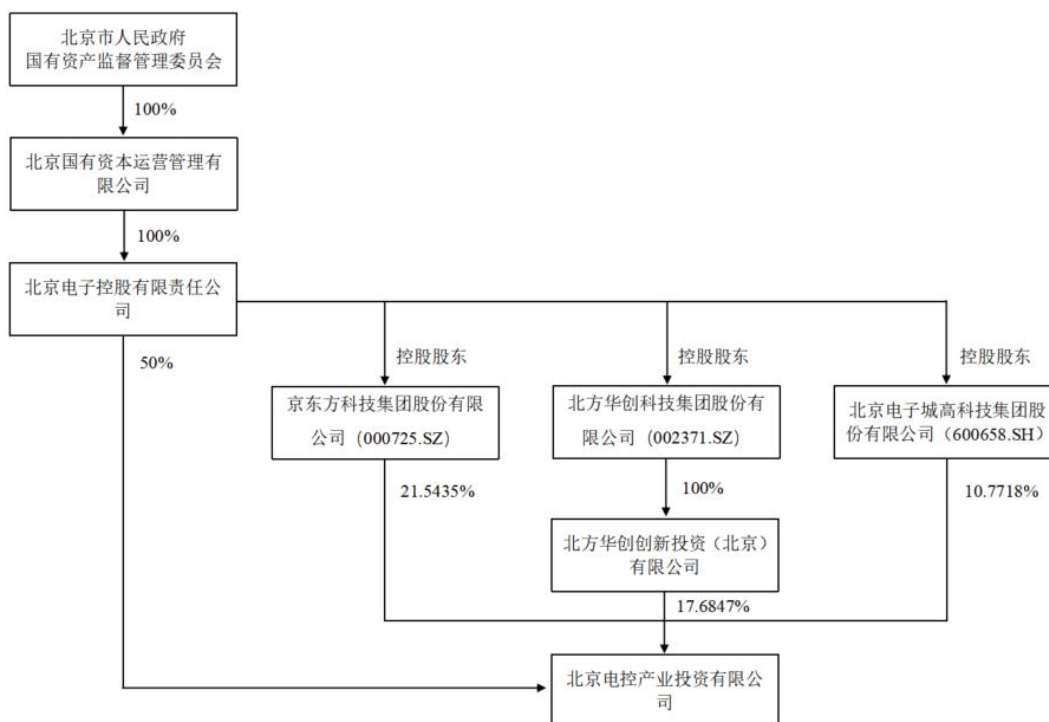 北京市人民政府
国有资产监督管理委员会
100%
北京国有资本运营管理有
限公司
100%
北京电子控股有限责任公
司
50%
控股股东
控股股东
控股股东
京东方科技集团股份有限
公司（000725.SZ）
北方华创科技集团股份有
限公司（002371.SZ）
北京电子城高科技集团股
份有限公司（600658.SH）
21.5435%
100%
10.7718%
北方华创创新投资（北京）
有限公司
17.6847%
北京电控产业投资有限公
司